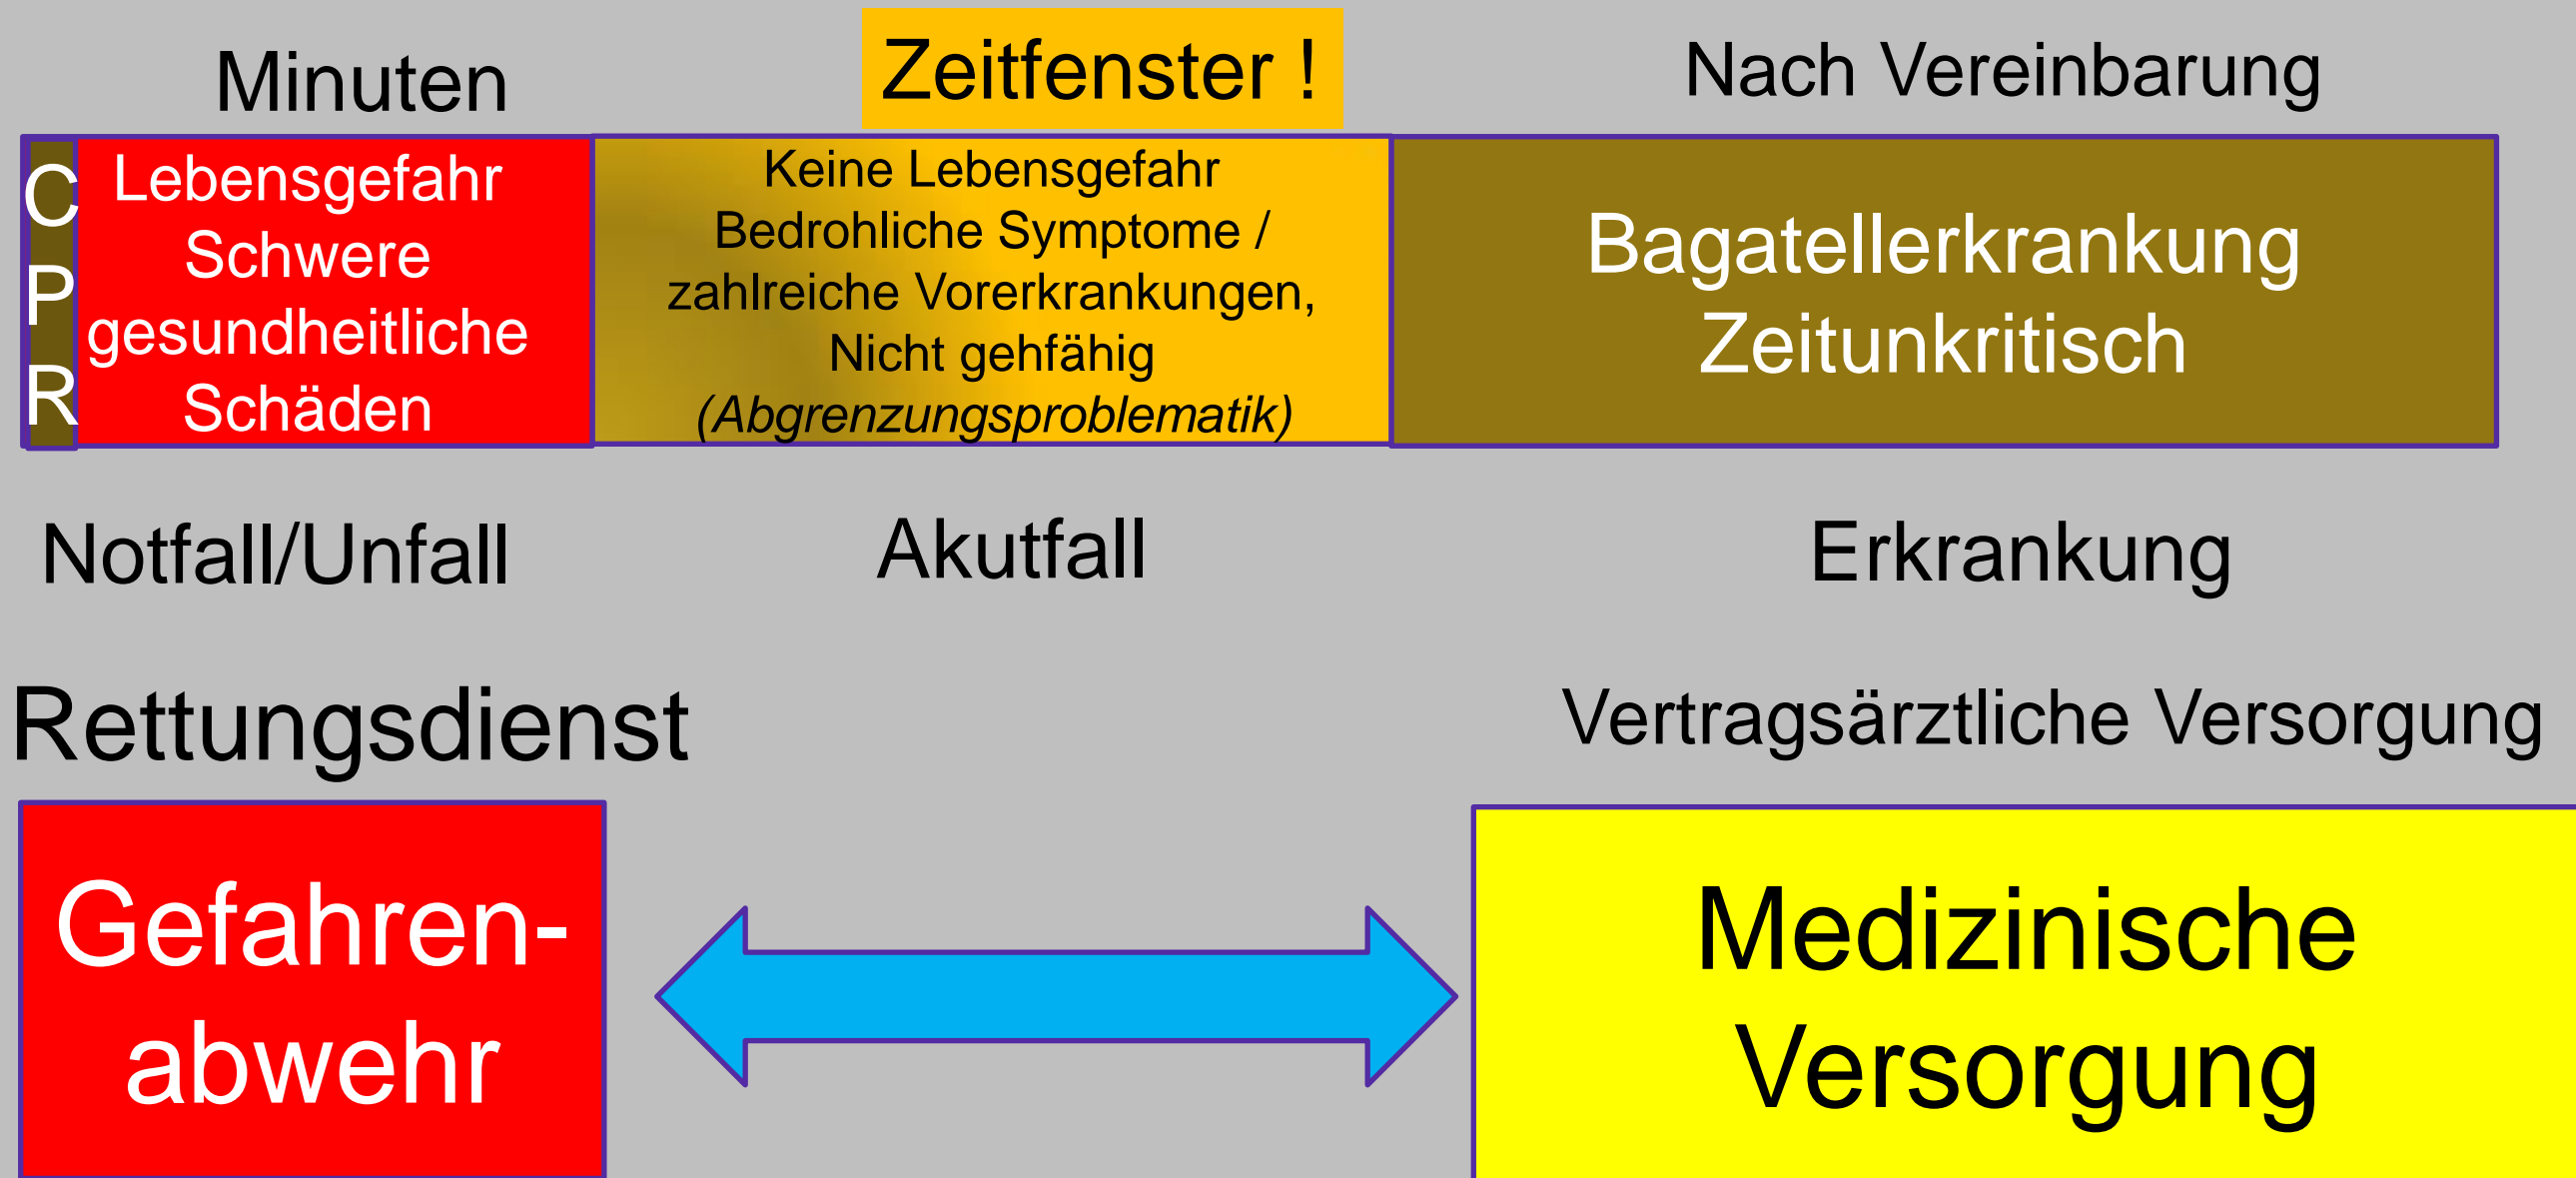 Minuten
Zeitfenster !
Nach Vereinbarung
C
P
R
Lebensgefahr
Schwere
gesundheitliche
Schäden
Keine Lebensgefahr
Bedrohliche Symptome /
zahlreiche Vorerkrankungen,
Nicht gehfähig
(Abgrenzungsproblematik)
Bagatellerkrankung
Zeitunkritisch
Notfall/Unfall
Akutfall
Erkrankung
Rettungsdienst
Vertragsärztliche Versorgung
Gefahren-
abwehr
Medizinische
Versorgung